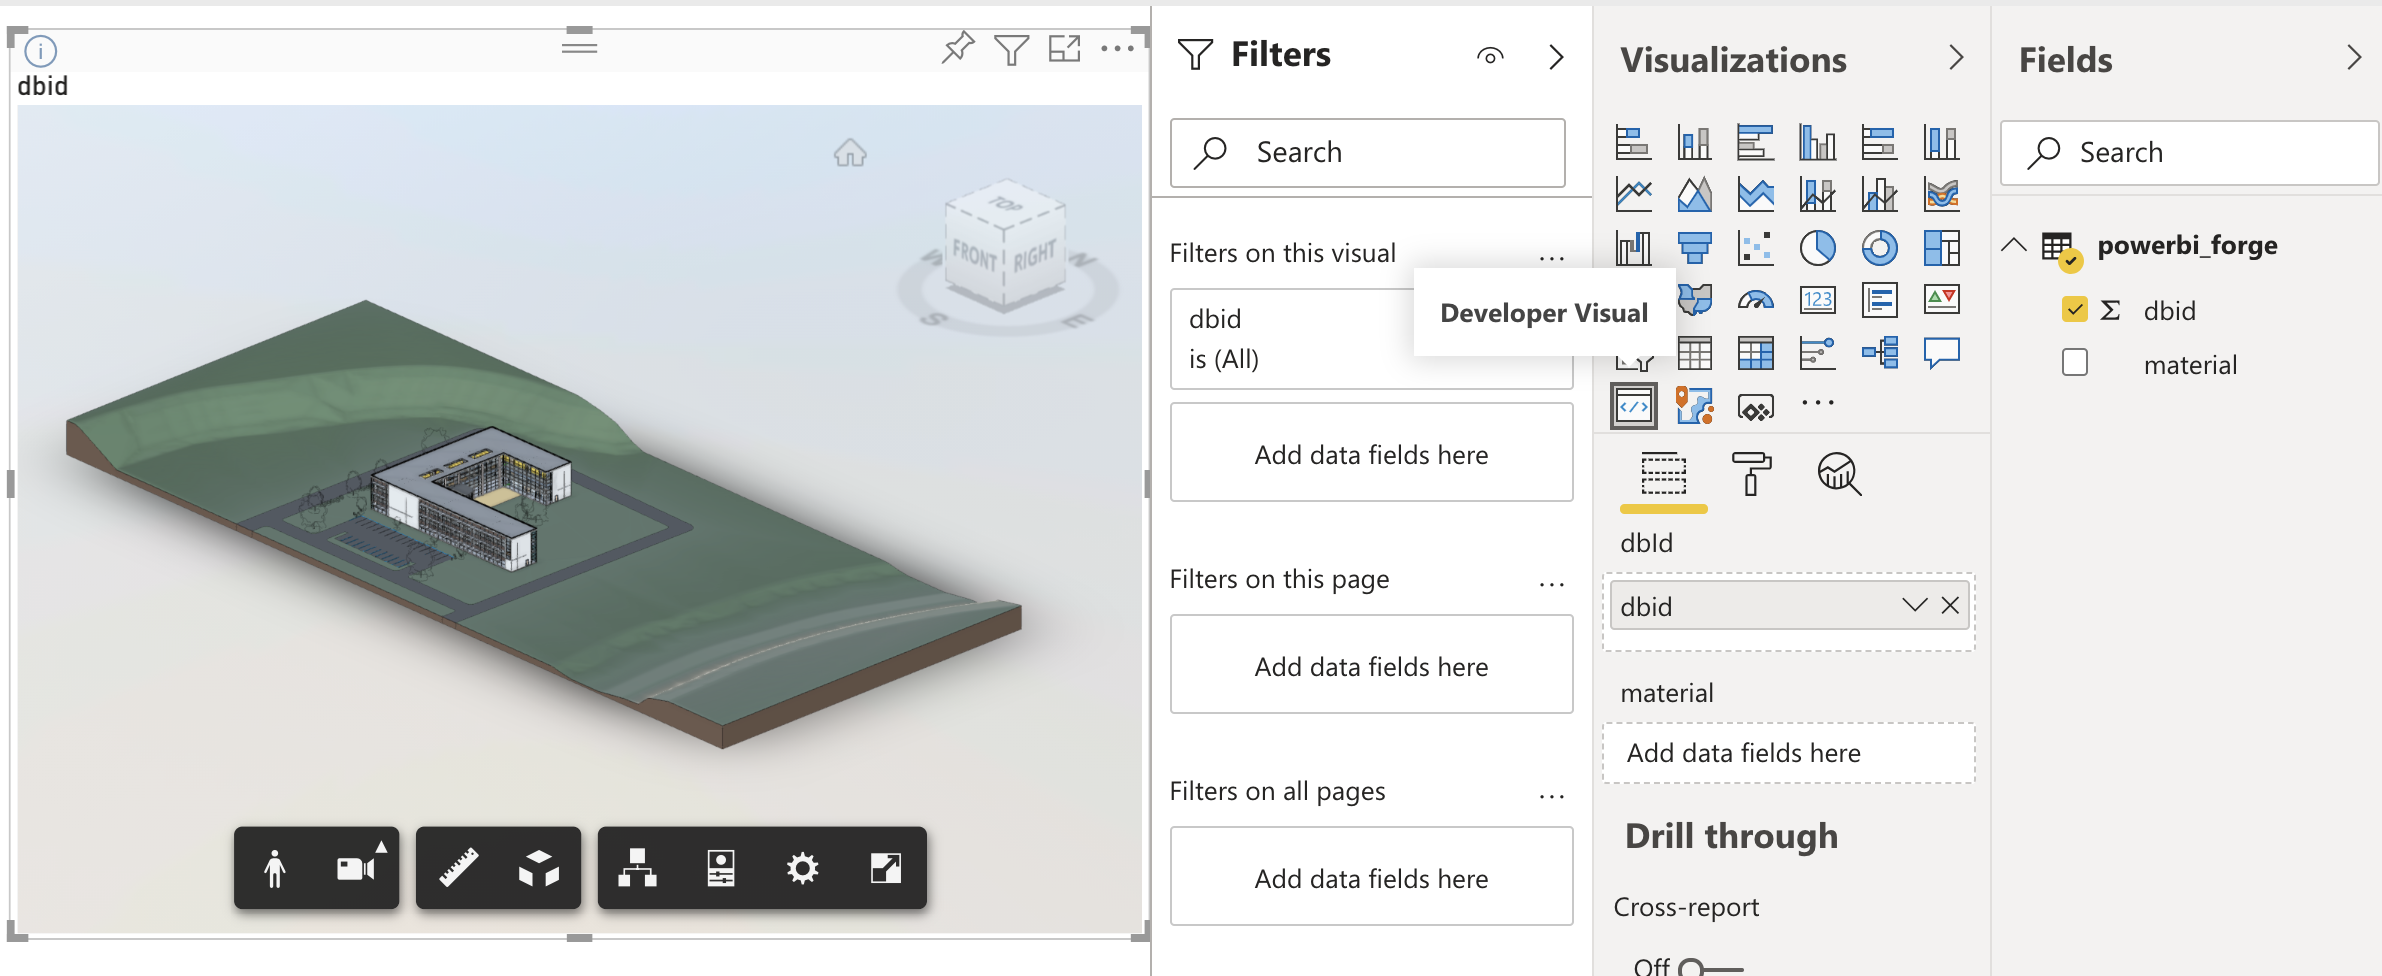 dbid
TOP
FRONT
RIGHT
S
E
Filters
Search
Filters on this visual
...
dbid
is (All)
Add data fields here
Filters on this page
...
Add data fields here
Filters on all pages
...
Add data fields here
Developer Visual
Visualizations
123
</>
...
dbId
dbid
material
Add data fields here
Drill through
Cross-report
Off
Fields
Search
powerbi_forge
Σ dbid
material